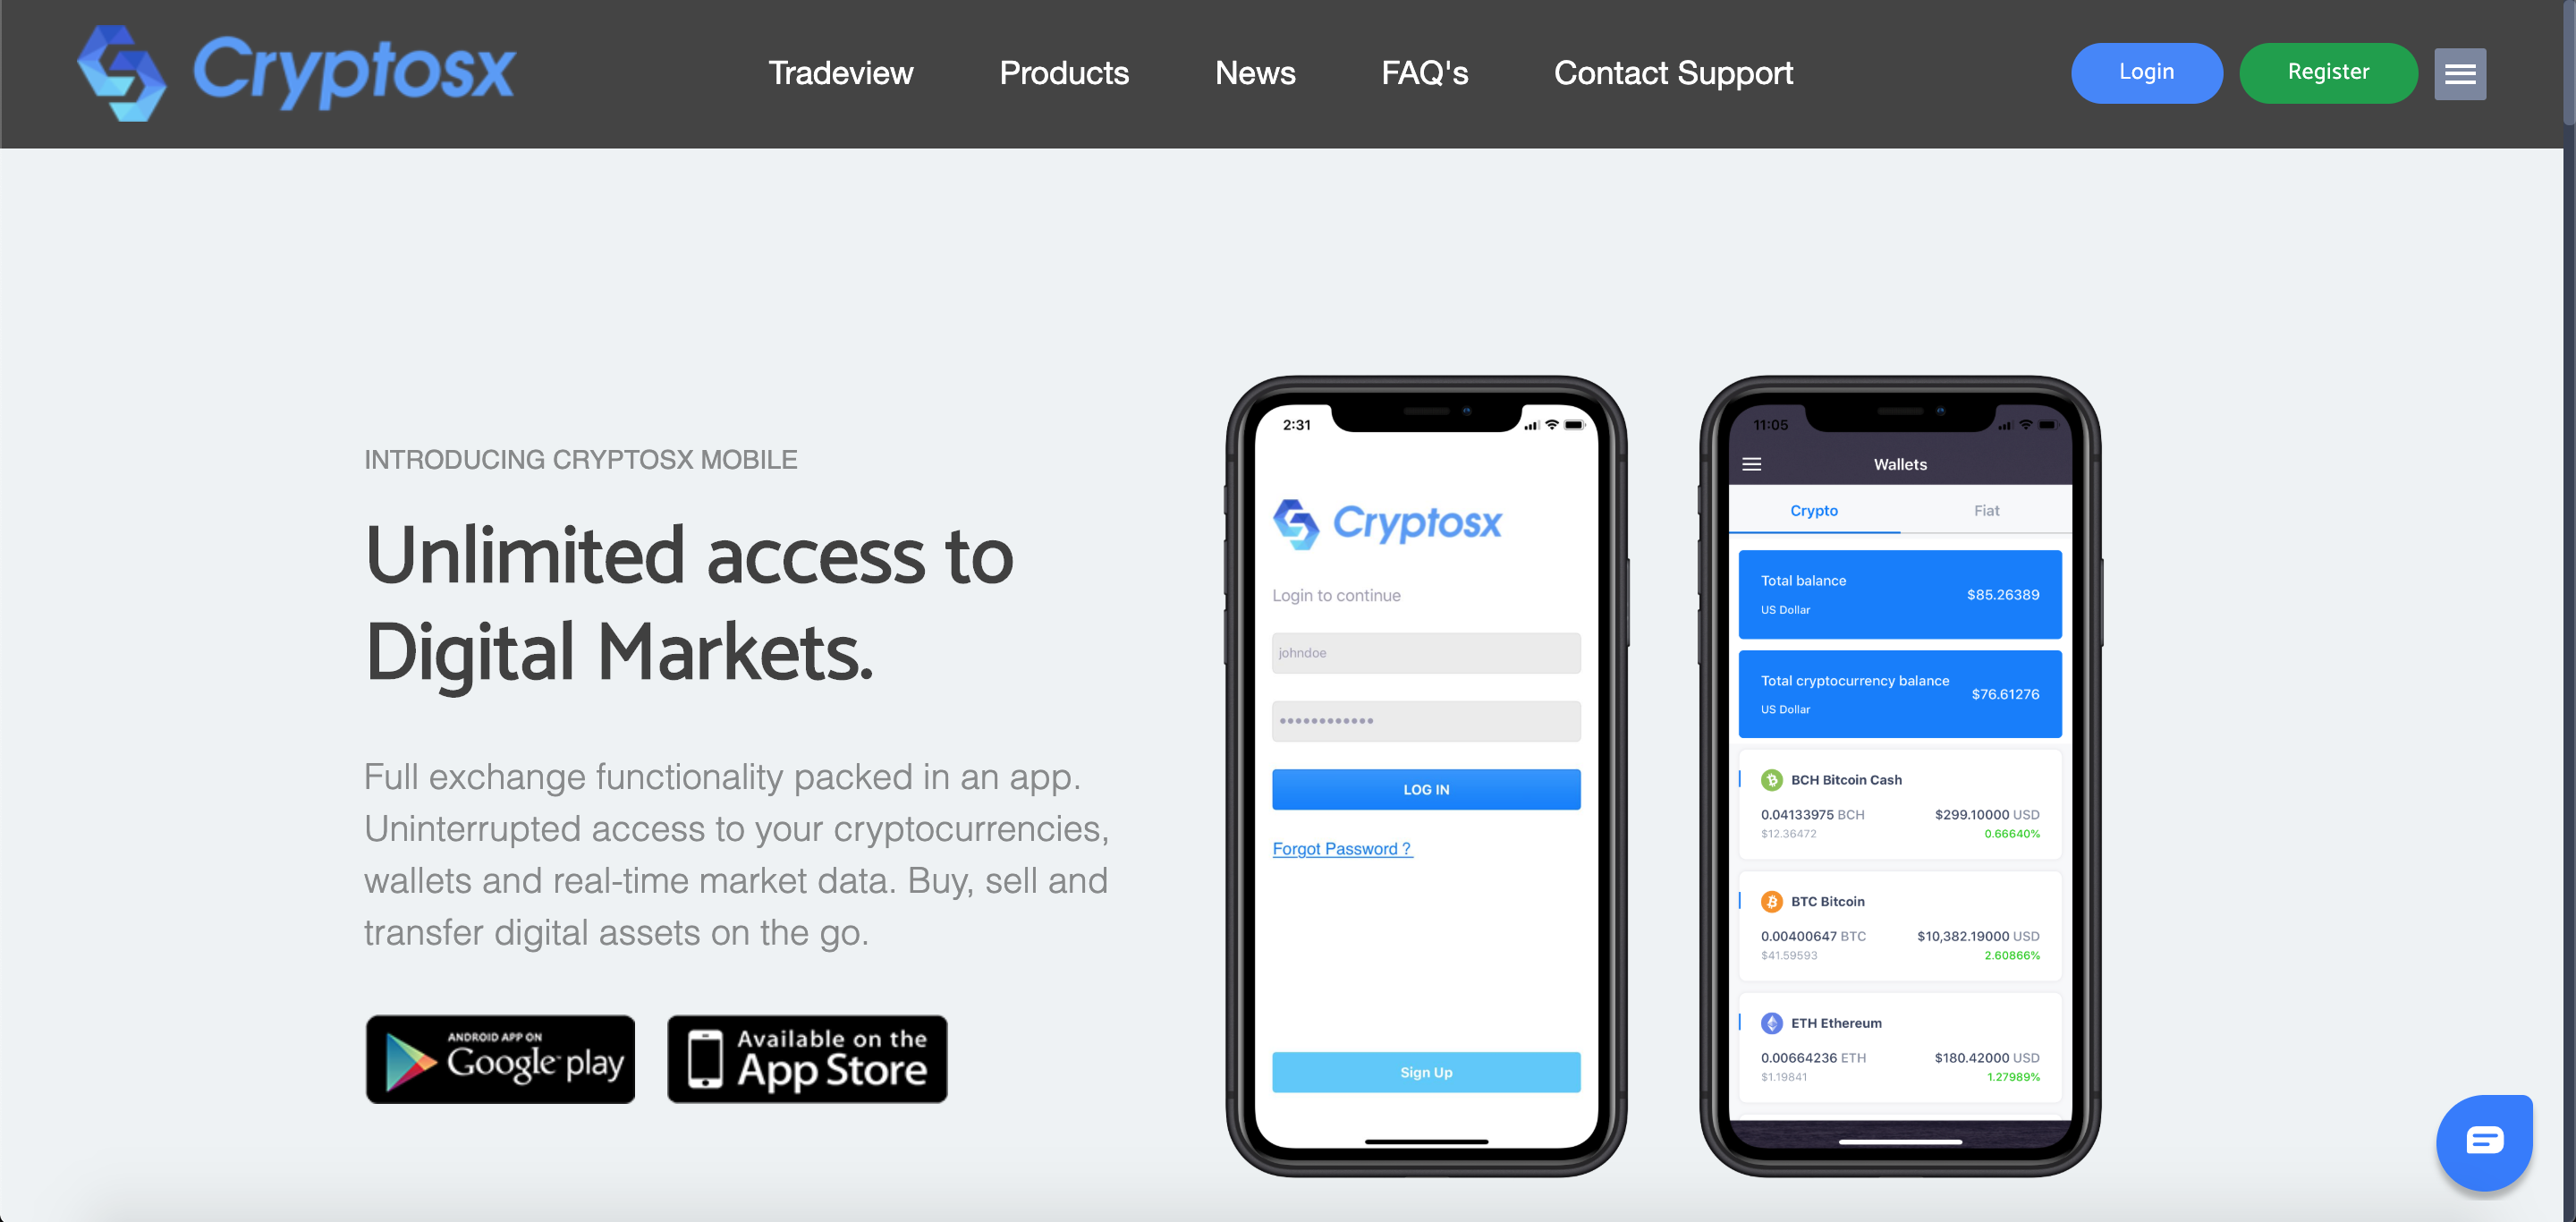 Cryptosx
Tradeview
Products
News
FAQ's
Contact Support
Login
Register
INTRODUCING CRYPTOSX MOBILE
Unlimited access to
Digital Markets.
Full exchange functionality packed in an app.
Uninterrupted access to your cryptocurrencies,
wallets and real-time market data. Buy, sell and
transfer digital assets on the go.
ANDROID APP ON
Google play
Available on the
App Store
2:31
Cryptosx
Login to continue
johndoe
LOG IN
Forgot Password ?
Sign Up
11:05
Wallets
Crypto
Fiat
Total balance
$85.26389
US Dollar
Total cryptocurrency balance
$76.61276
US Dollar
BCH Bitcoin Cash
0.04133975 BCH
$299.10000 USD
$12.36472
0.66640%
BTC Bitcoin
0.00400647 BTC
$10,382.19000 USD
$41.59593
2.60866%
ETH Ethereum
0.00664236 ETH
$180.42000 USD
$1.19841
1.27989%